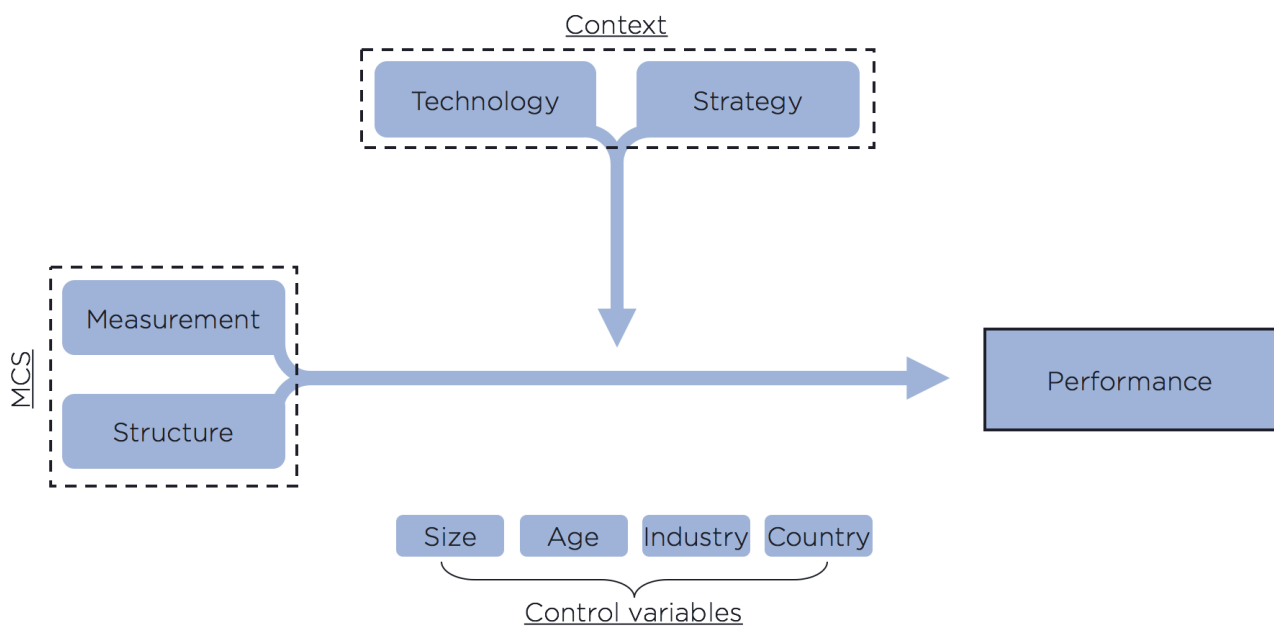 Context
Technology
Strategy
MCS
Measurement
Structure
Performance
Size
Age
Industry
Country
Control variables